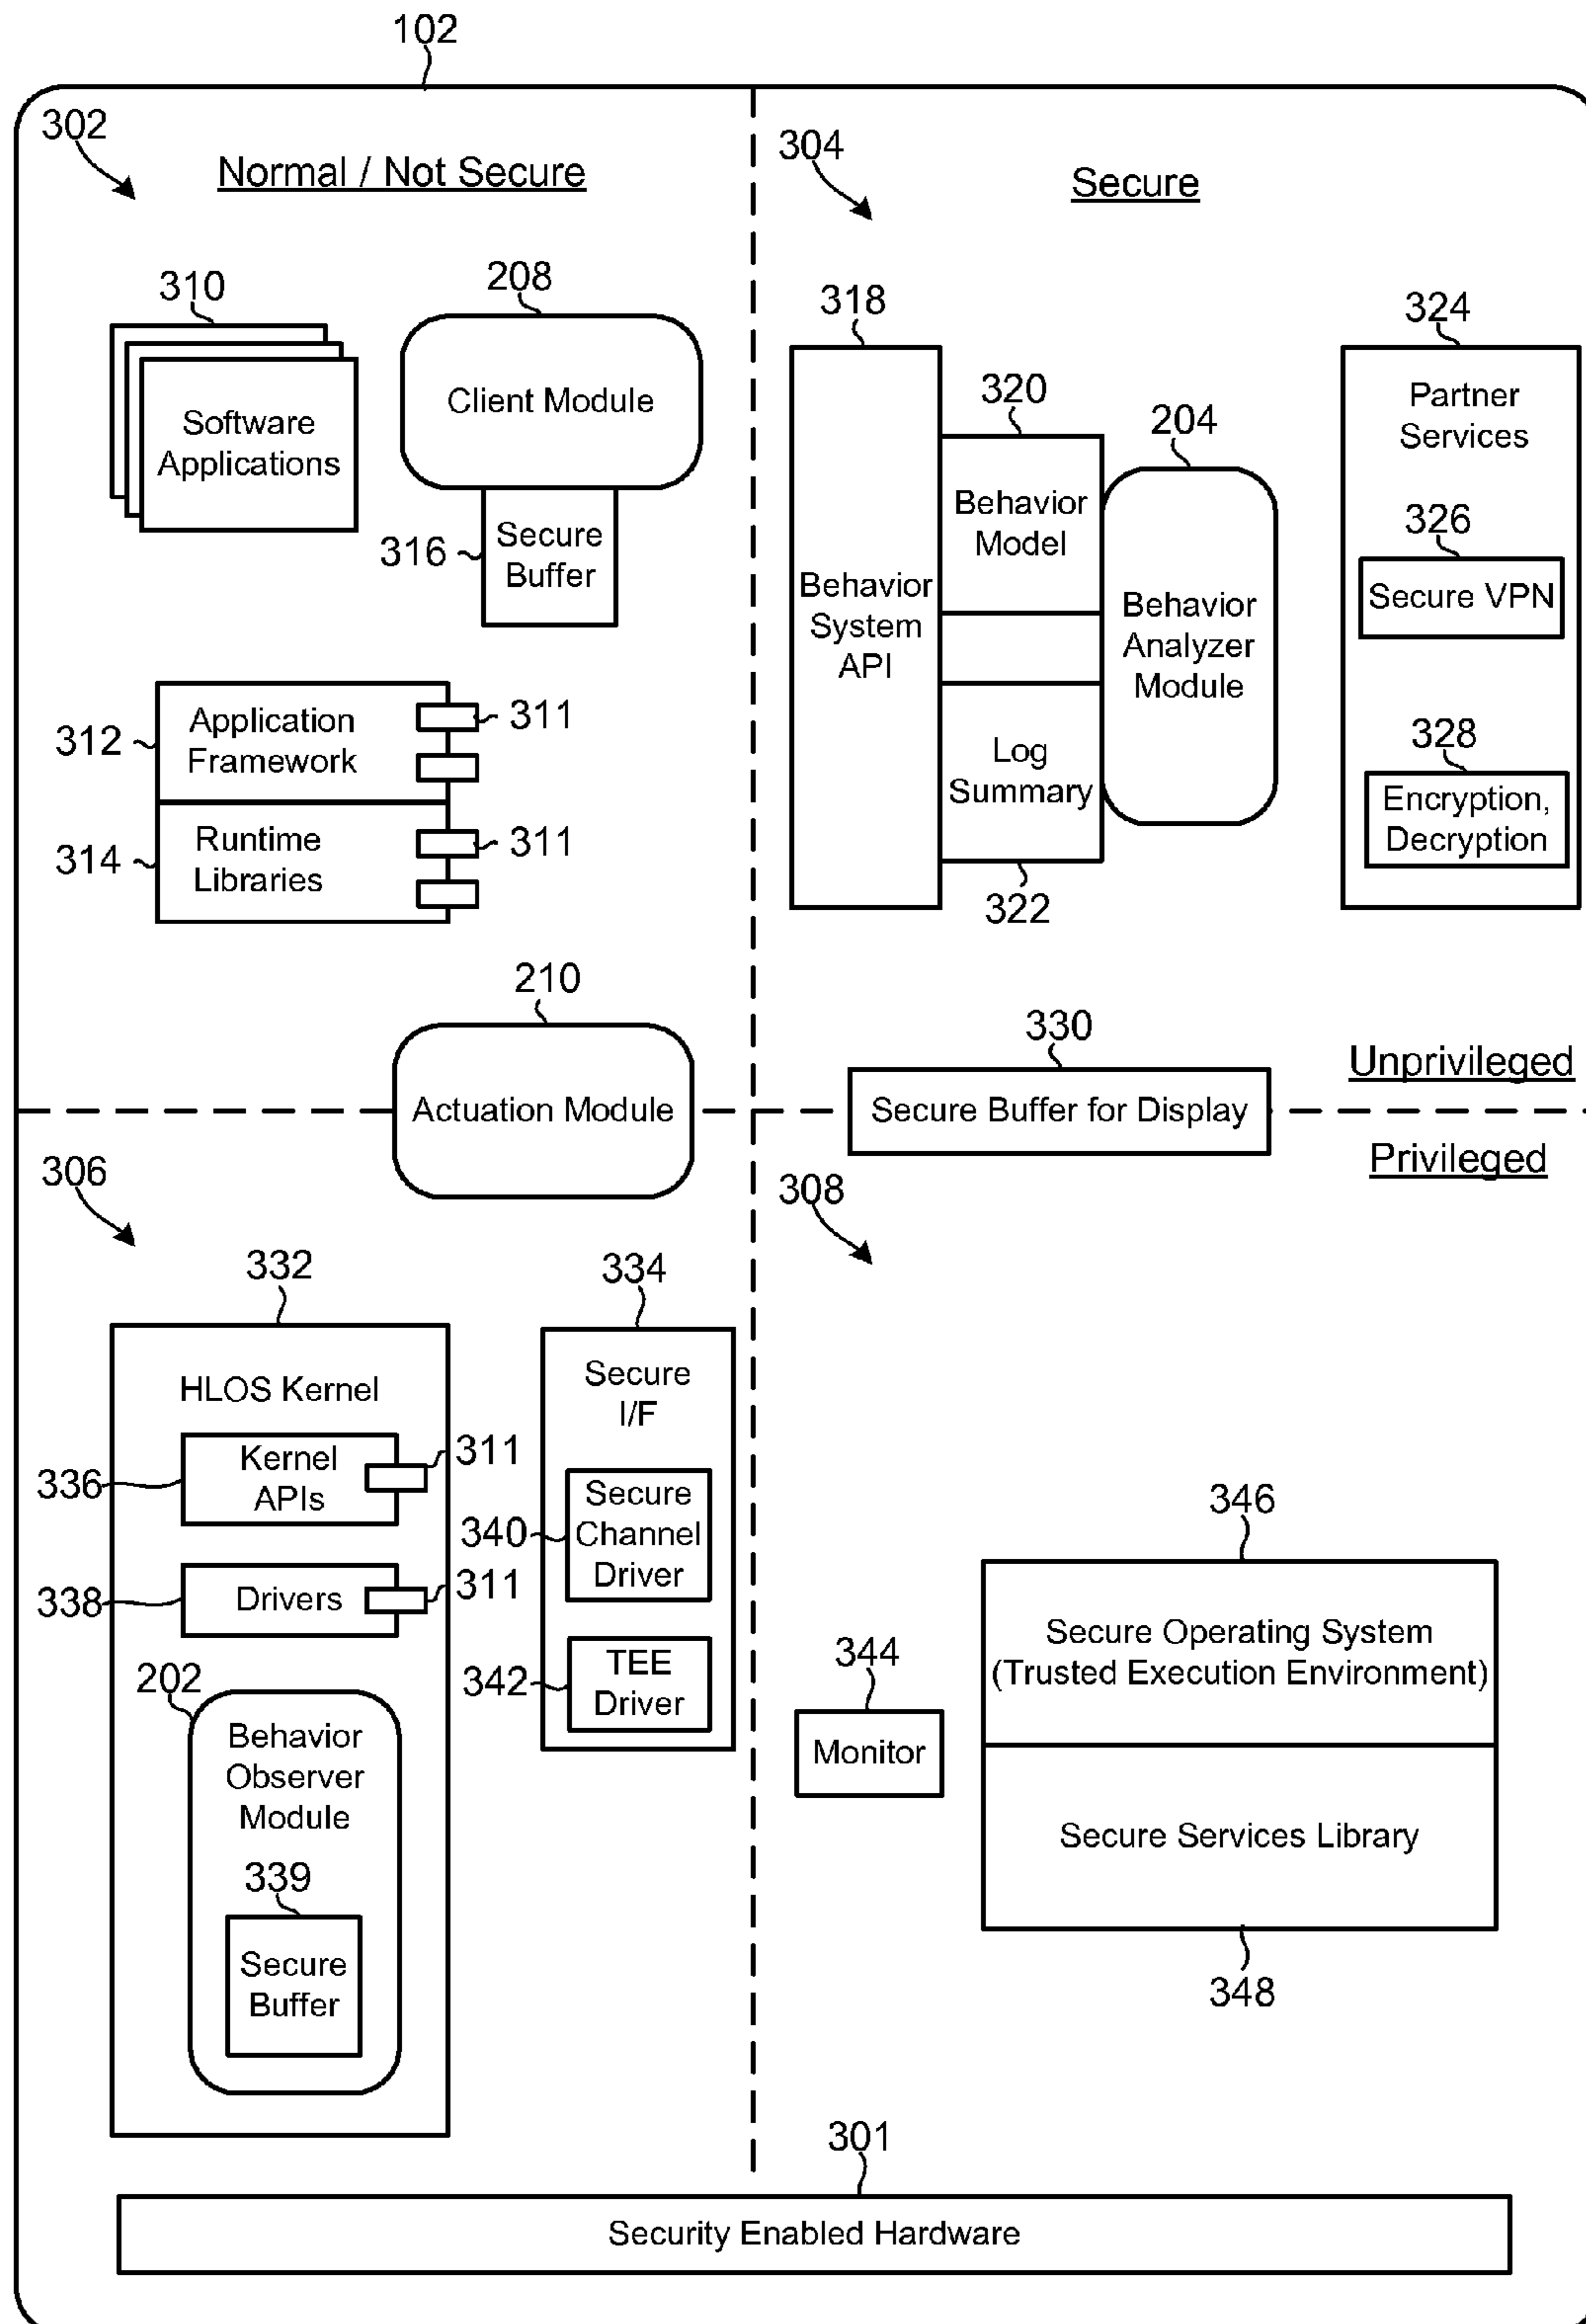 102
302
Normal / Not Secure
304
Secure
310
Software
Applications
208
Client Module
316
Secure
Buffer
312
Application
Framework
311
314
Runtime
Libraries
311
318
Behavior
System
API
320
Behavior
Model
204
Behavior
Analyzer
Module
Log
Summary
322
324
Partner
Services
326
Secure VPN
328
Encryption,
Decryption
210
Actuation Module
330
Secure Buffer for Display
Unprivileged
Privileged
306
308
332
HLOS Kernel
336
Kernel
APIs
311
338
Drivers
311
202
Behavior
Observer
Module
339
Secure
Buffer
334
Secure
I/F
340
Secure
Channel
Driver
342
TEE
Driver
344
Monitor
346
Secure Operating System
(Trusted Execution Environment)
Secure Services Library
348
301
Security Enabled Hardware